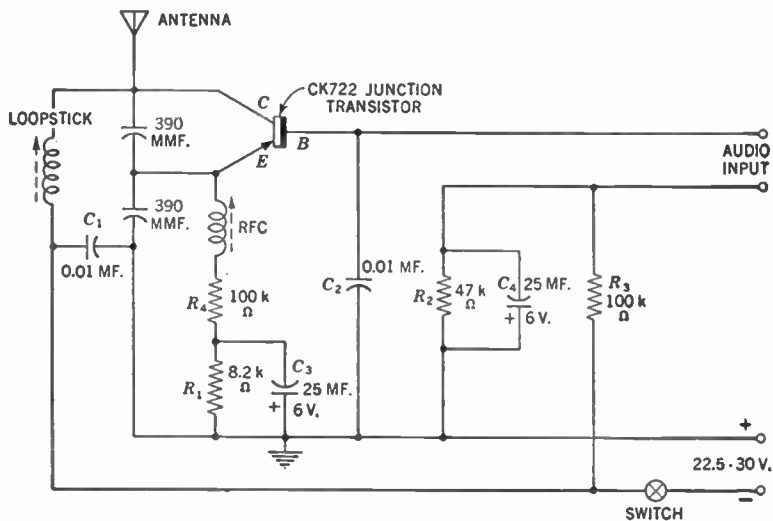 ANTENNA
CK722 JUNCTION
TRANSISTOR
LOOPSTICK
390
MMF.
C
E
B
AUDIO
INPUT
390
MMF.
RFC
C1
0.01 MF.
R4
100 k
Ω
C2
0.01 MF.
R2
47 k
Ω
C4
25 MF.
+
6 V.
R3
100 k
Ω
R1
8.2 k
Ω
C3
25 MF.
+
6 V.
+
22.5 - 30 V.
−
SWITCH